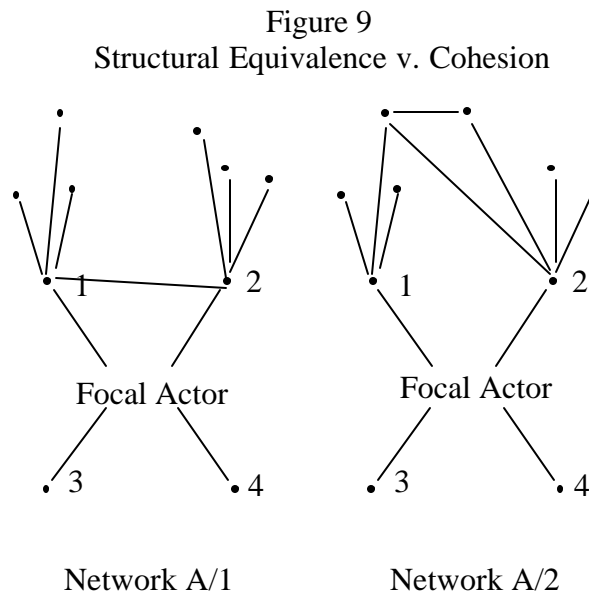 Figure 9
Structural Equivalence v. Cohesion
1 2 1 2
Focal Actor Focal Actor
3 4 3 4
Network A/1 Network A/2